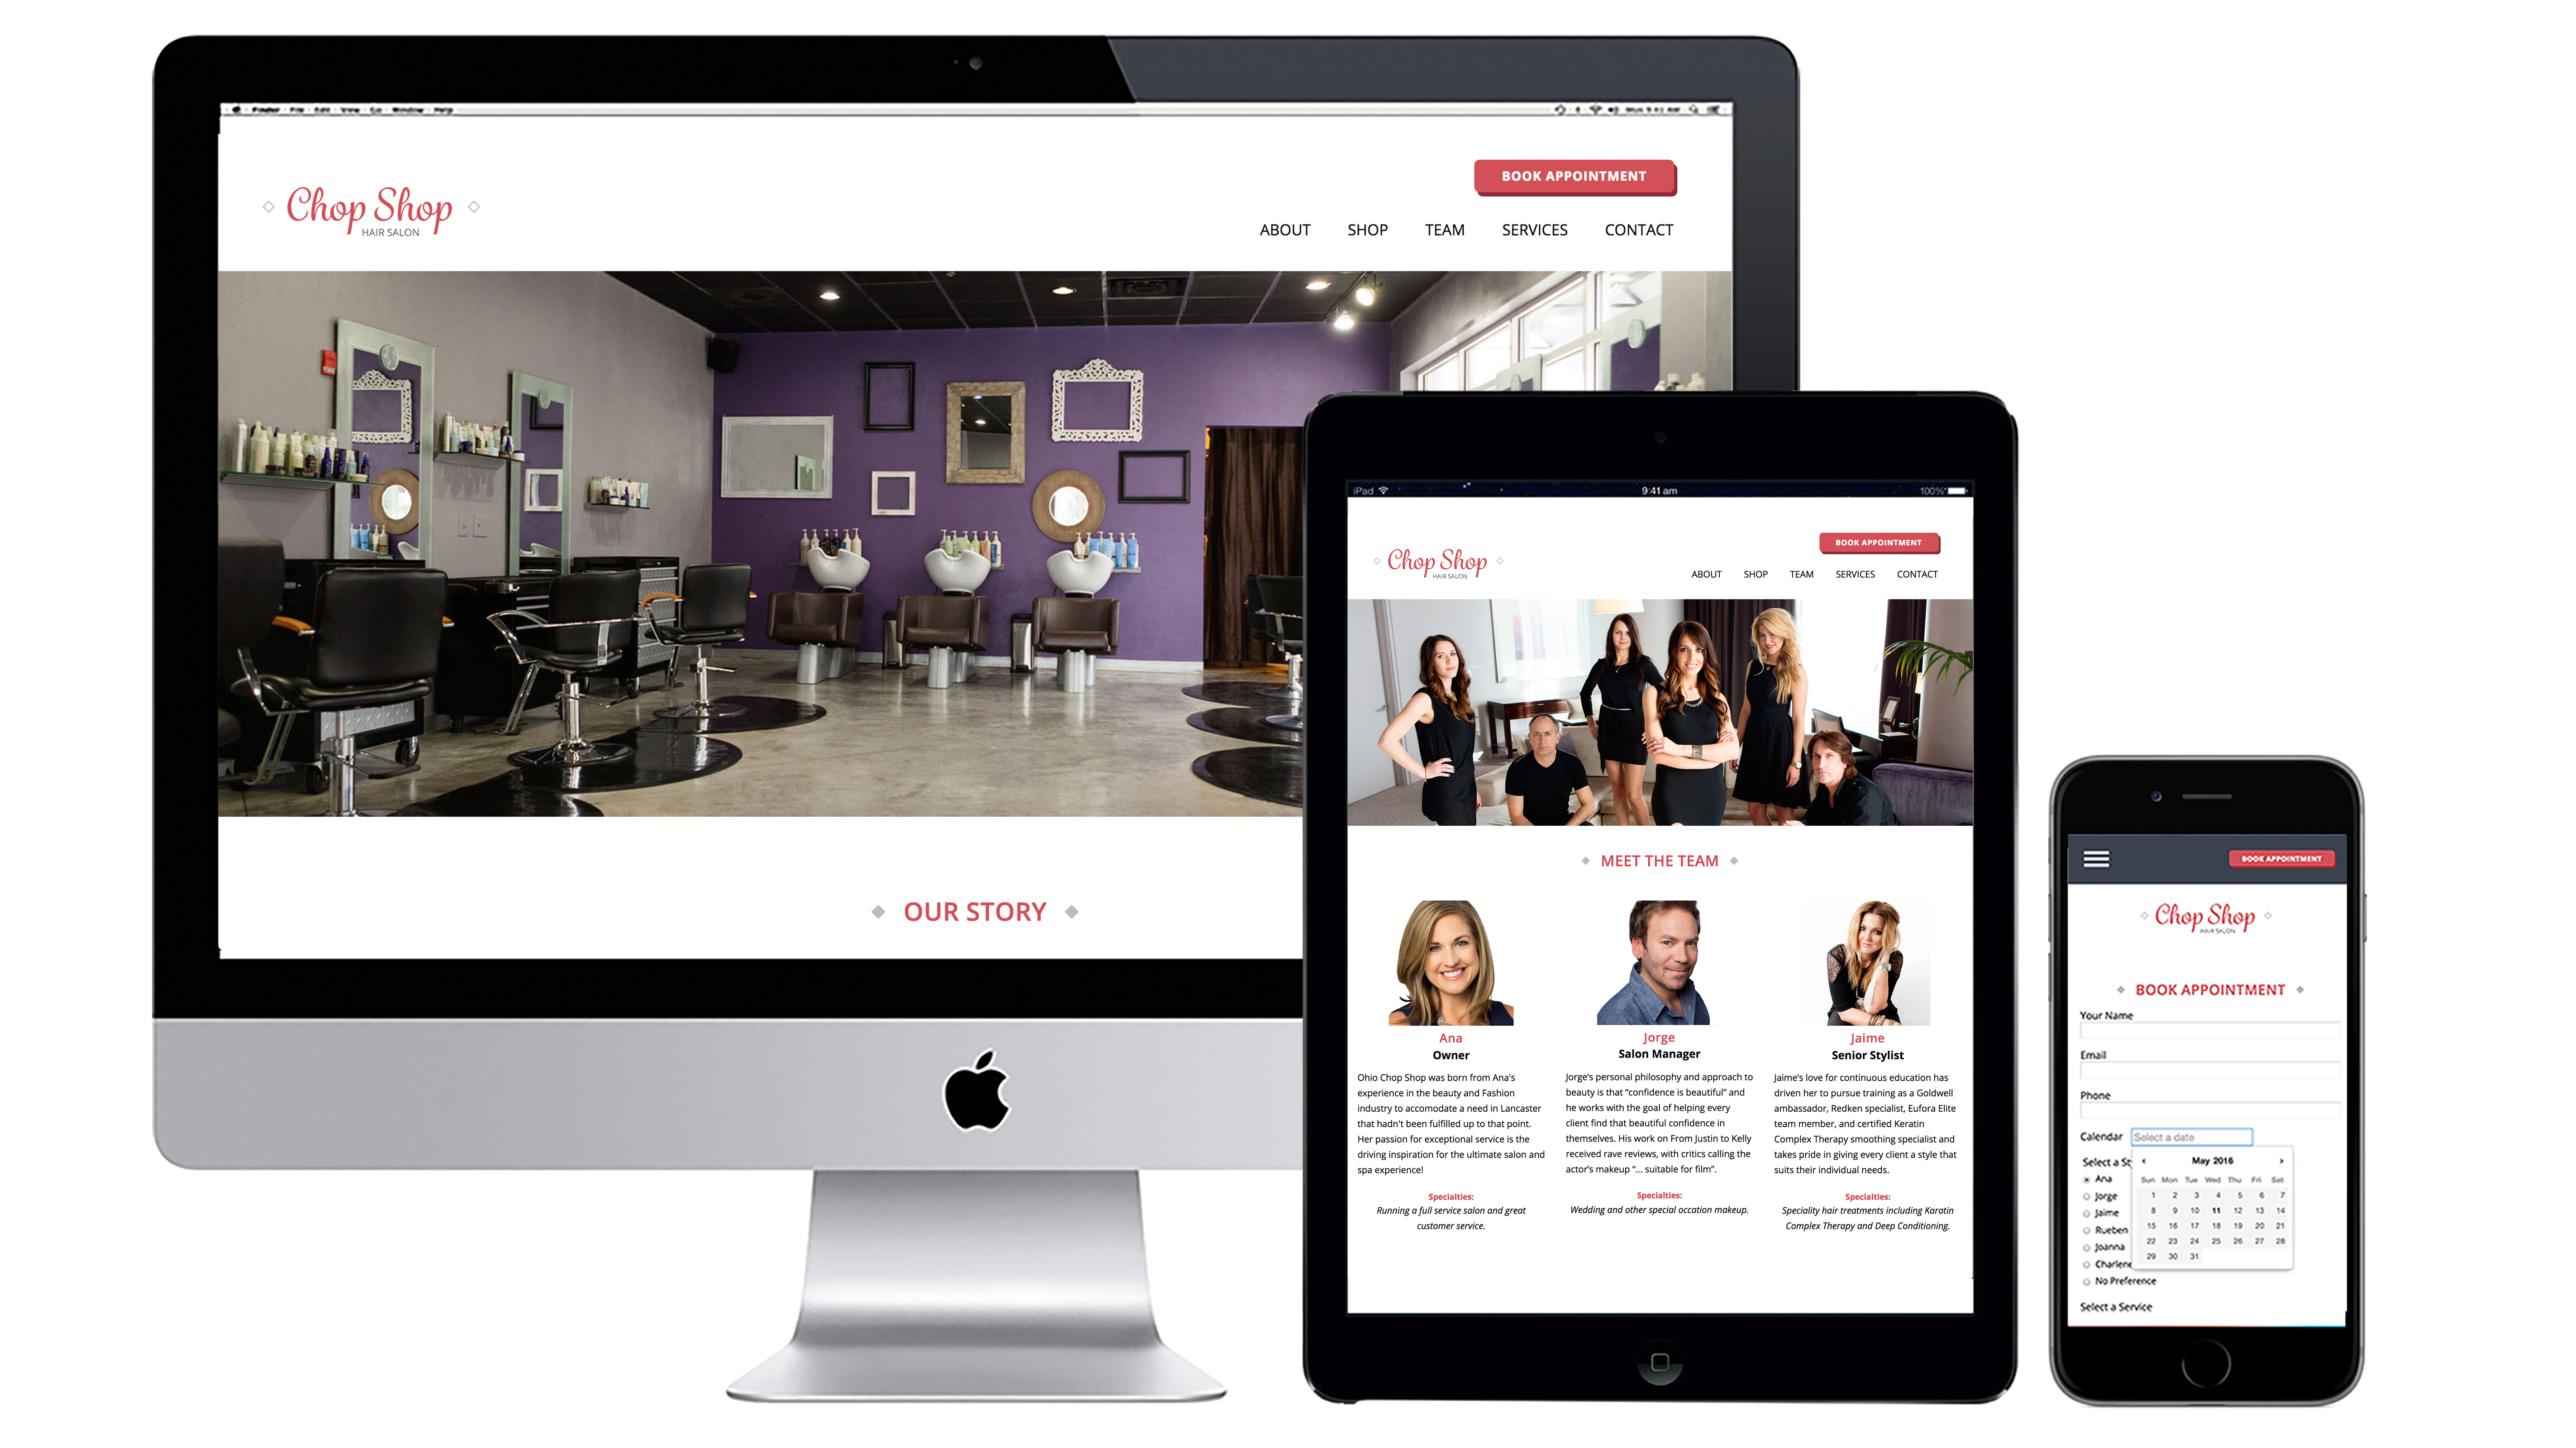 Finder File Edit View Go Window Help
Mon 9:41 AM
BOOK APPOINTMENT
Chop Shop
HAIR SALON
ABOUT SHOP TEAM SERVICES CONTACT
OUR STORY
iPad 9:41 am 100%
BOOK APPOINTMENT
Chop Shop
HAIR SALON
ABOUT SHOP TEAM SERVICES CONTACT
MEET THE TEAM
Ana
Owner
Ohio Chop Shop was born from Ana's
experience in the beauty and Fashion
industry to accomodate a need in Lancaster
that hadn't been fulfilled up to that point.
Her passion for exceptional service is the
driving inspiration for the ultimate salon and
spa experience!
Specialties:
Running a full service salon and great
customer service.
Jorge
Salon Manager
Jorge’s personal philosophy and approach to
beauty is that “confidence is beautiful” and
he works with the goal of helping every
client find that beautiful confidence in
themselves. His work on From Justin to Kelly
received rave reviews, with critics calling the
actor’s makeup “... suitable for film”.
Specialties:
Wedding and other special occation makeup.
Jaime
Senior Stylist
Jaime’s love for continuous education has
driven her to pursue training as a Goldwell
ambassador, Redken specialist, Eufora Elite
team member, and certified Keratin
Complex Therapy smoothing specialist and
takes pride in giving every client a style that
suits their individual needs.
Specialties:
Speciality hair treatments including Karatin
Complex Therapy and Deep Conditioning.
BOOK APPOINTMENT
Chop Shop
HAIR SALON
BOOK APPOINTMENT
Your Name
Email
Phone
Calendar Select a date
Select a St
May 2016
Sun Mon Tue Wed Thu Fri Sat
1 2 3 4 5 6 7
8 9 10 11 12 13 14
15 16 17 18 19 20 21
22 23 24 25 26 27 28
29 30 31
Ana
Jorge
Jaime
Rueben
Joanna
Charlene
No Preference
Select a Service